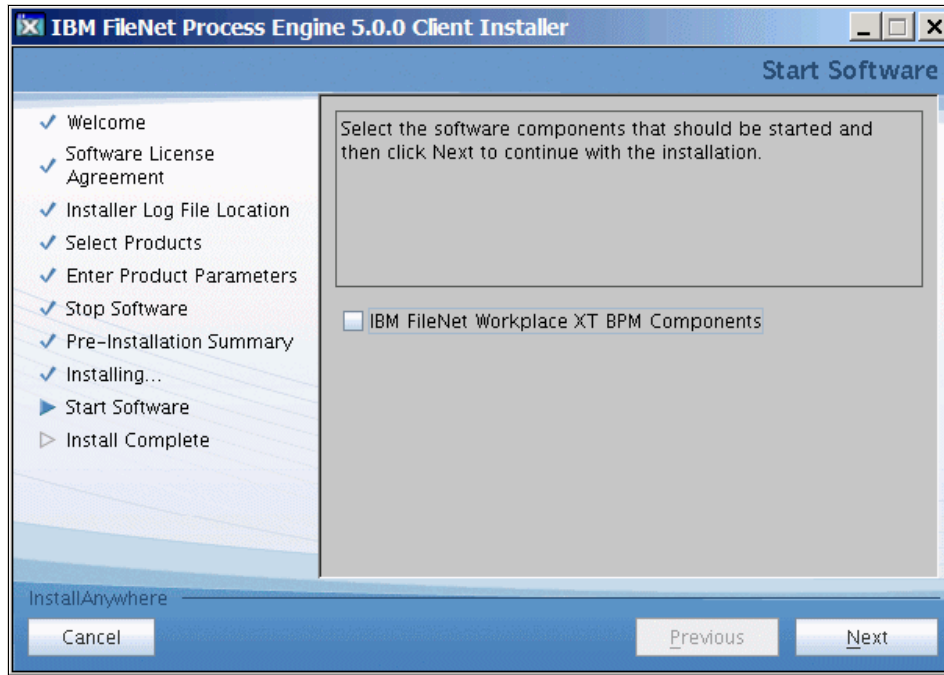 IBM FileNet Process Engine 5.0.0 Client Installer
Start Software
Welcome
Software License
Agreement
Installer Log File Location
Select Products
Enter Product Parameters
Stop Software
Pre-Installation Summary
Installing...
Start Software
Install Complete
Select the software components that should be started and
then click Next to continue with the installation.
IBM FileNet Workplace XT BPM Components
InstallAnywhere
Cancel
Previous
Next